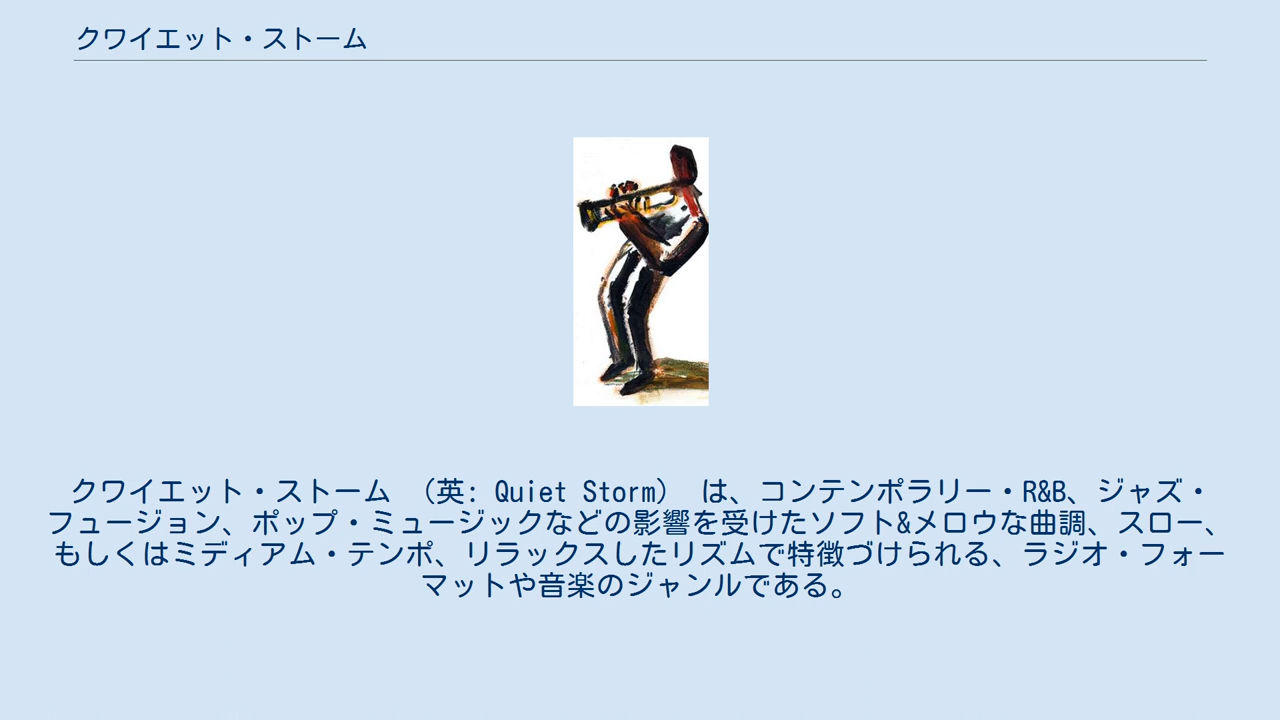 クワイエット・ストーム
クワイエット・ストーム （英: Quiet Storm） は、コンテンポラリー・R&B、ジャズ・
フュージョン、ポップ・ミュージックなどの影響を受けたソフト&メロウな曲調、スロー、
もしくはミディアム・テンポ、リラックスしたリズムで特徴づけられる、ラジオ・フォー
マットや音楽のジャンルである。